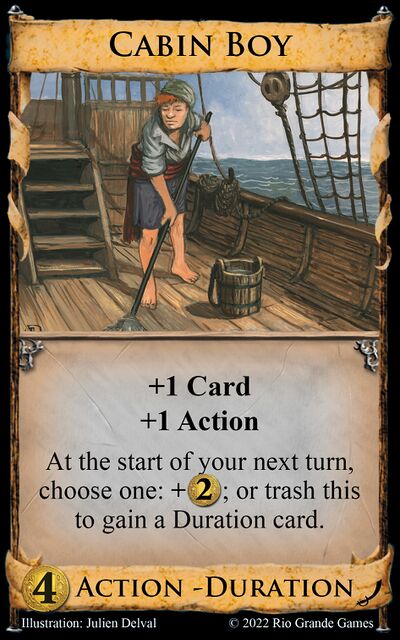 Cabin Boy
+1 Card
+1 Action
At the start of your next turn,
choose one: +2; or trash this
to gain a Duration card.
4 Action -Duration
Illustration: Julien Delval © 2022 Rio Grande Games